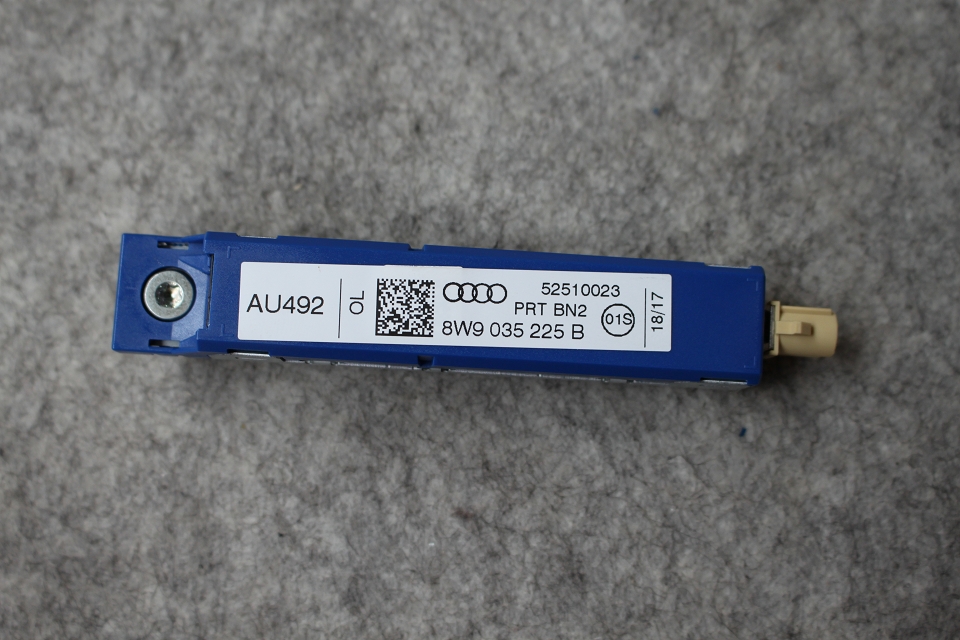 AU492
OL
52510023
PRT BN2
8W9 035 225 B
01S
18/17